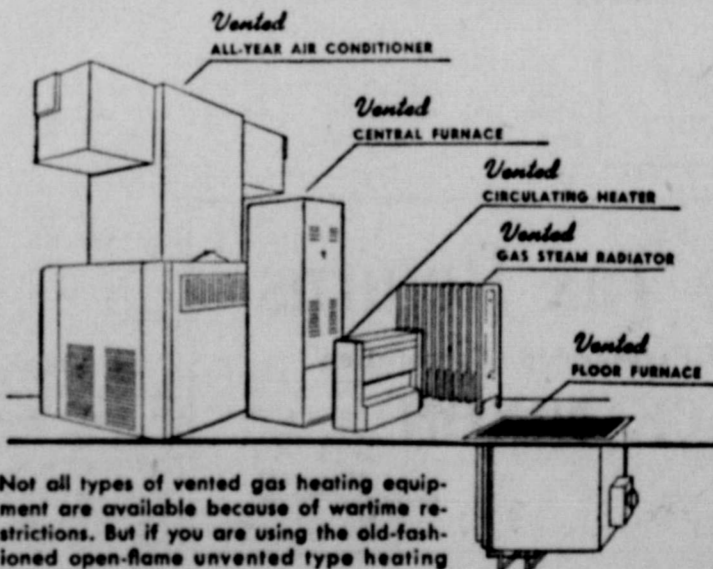 Vented
ALL-YEAR AIR CONDITIONER
Vented
CENTRAL FURNACE
Vented
CIRCULATING HEATER
Vented
GAS STEAM RADIATOR
Vented
FLOOR FURNACE
Not all types of vented gas heating equip-
ment are available because of wartime re-
strictions. But if you are using the old-fash-
ioned open-flame unvented type heating